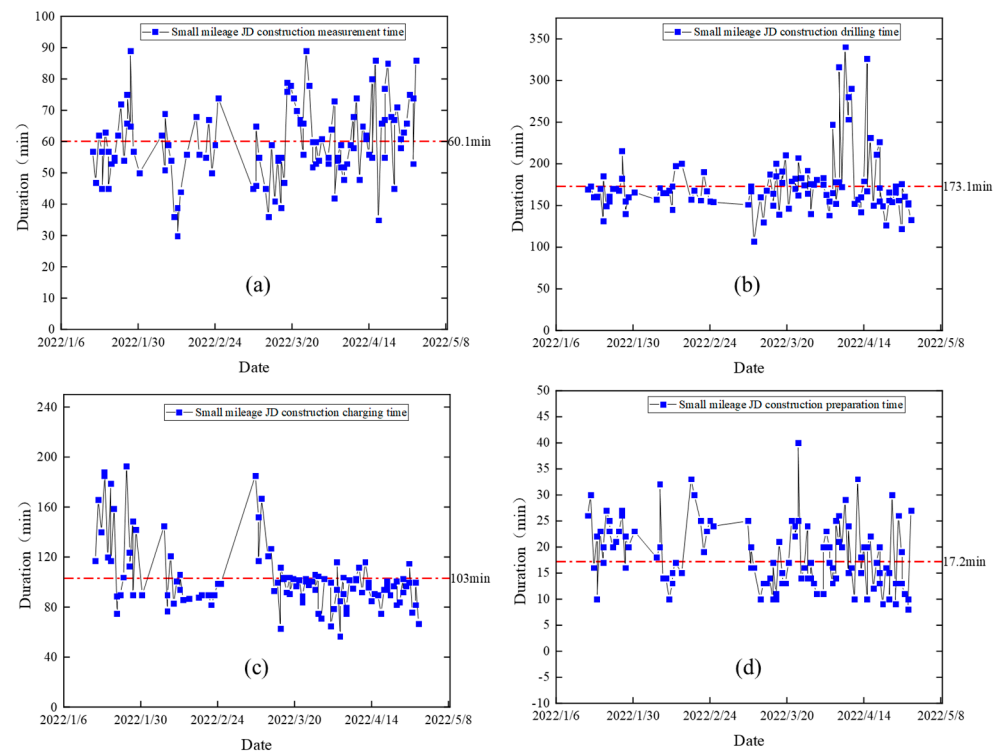 Small mileage JD construction measurement time
Duration（min）
100
90
80
70
60
50
40
30
20
10
0
60.1min
(a)
2022/1/6 2022/1/30 2022/2/24 2022/3/20 2022/4/14 2022/5/8
Date
Small mileage JD construction drilling time
Duration（min）
350
300
250
200
150
100
50
0
173.1min
(b)
2022/1/6 2022/1/30 2022/2/24 2022/3/20 2022/4/14 2022/5/8
Date
Small mileage JD construction charging time
Duration（min）
240
200
160
120
80
40
0
103min
(c)
2022/1/6 2022/1/30 2022/2/24 2022/3/20 2022/4/14 2022/5/8
Date
Small mileage JD construction preparation time
Duration（min）
50
45
40
35
30
25
20
15
10
5
0
-5
-10
17.2min
(d)
2022/1/6 2022/1/30 2022/2/24 2022/3/20 2022/4/14 2022/5/8
Date